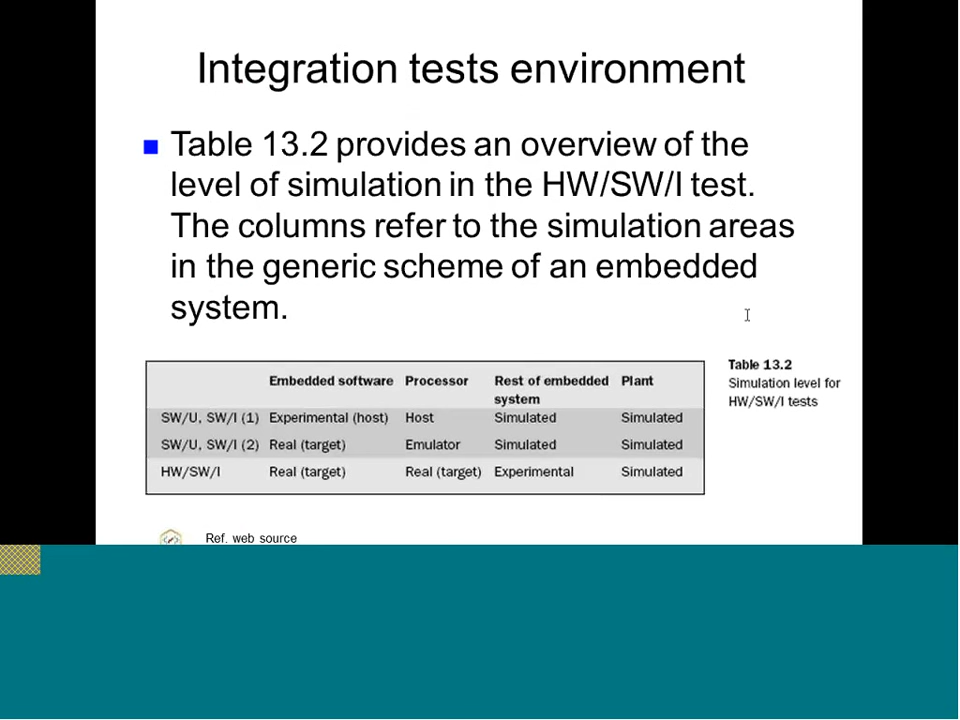 Integration tests environment
Table 13.2 provides an overview of the
level of simulation in the HW/SW/I test.
The columns refer to the simulation areas
in the generic scheme of an embedded
system.
Embedded software Processor Rest of embedded Plant
system
SW/U, SW/I (1) Experimental (host) Host Simulated Simulated
SW/U, SW/I (2) Real (target) Emulator Simulated Simulated
HW/SW/I Real (target) Real (target) Experimental Simulated
Table 13.2
Simulation level for
HW/SW/I tests
Ref. web source